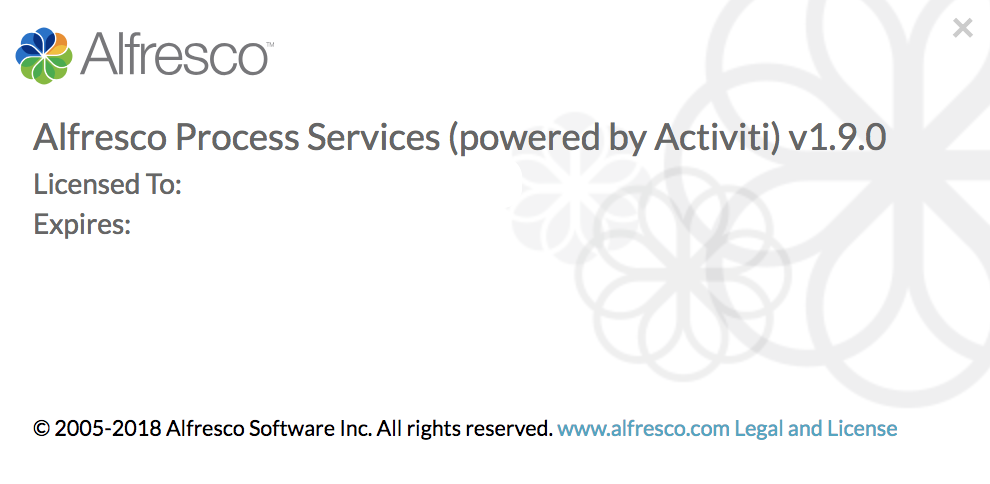 Alfresco™
Alfresco Process Services (powered by Activiti) v1.9.0
Licensed To:
Expires:
© 2005-2018 Alfresco Software Inc. All rights reserved. www.alfresco.com Legal and License